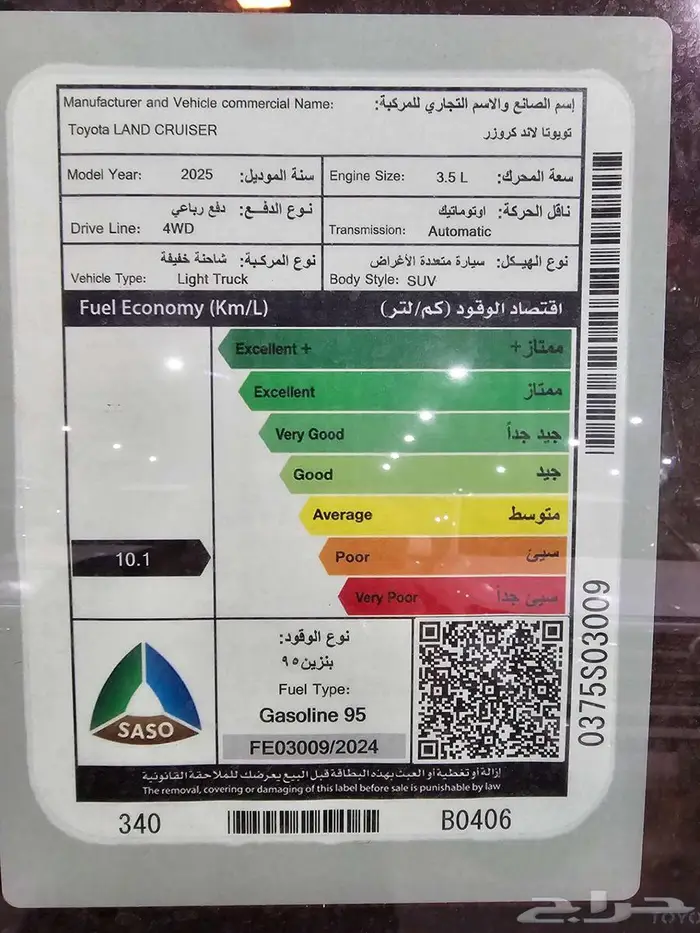 Manufacturer and Vehicle commercial Name: إسم الصانع والاسم التجاري للمركبة:
Toyota LAND CRUISER تويوتا لاند كروزر
Model Year: 2025 سنة الموديل:
Engine Size: 3.5 L سعة المحرك:
نوع الدفع: دفع رباعي
Drive Line: 4WD
ناقل الحركة: اوتوماتيك
Transmission: Automatic
نوع المركبة: شاحنة خفيفة
Vehicle Type: Light Truck
نوع الهيكل: سيارة متعددة الأغراض
Body Style: SUV
Fuel Economy (Km/L) اقتصاد الوقود (كم/لتر)
Excellent + ممتاز+
Excellent ممتاز
Very Good جيد جداً
Good جيد
Average متوسط
10.1
Poor سيئ
Very Poor سيئ جداً
SASO
نوع الوقود:
بنزين ٩٥
Fuel Type:
Gasoline 95
FE03009/2024
إزالة أو تغطية أو العبث بهذه البطاقة قبل البيع يعرضك للملاحقة القانونية
The removal, covering or damaging of this label before sale is punishable by law
340 B0406
0375S03009
حراج
TOYO